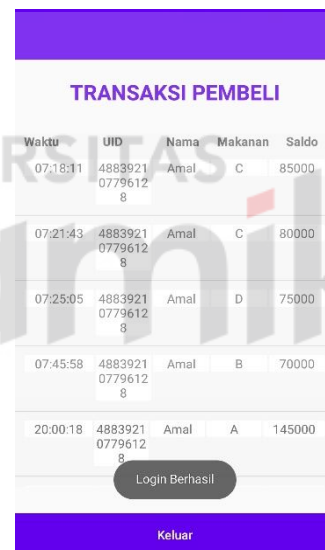 TRANSAKSI PEMBELI
Waktu UID Nama Makanan Saldo
07:18:11 4883921 Amal C 85000
0779612
8
07:21:43 4883921 Amal C 80000
0779612
8
07:25:05 4883921 Amal D 75000
0779612
8
07:45:58 4883921 Amal B 70000
0779612
8
20:00:18 4883921 Amal A 145000
0779612
8
Login Berhasil
Keluar